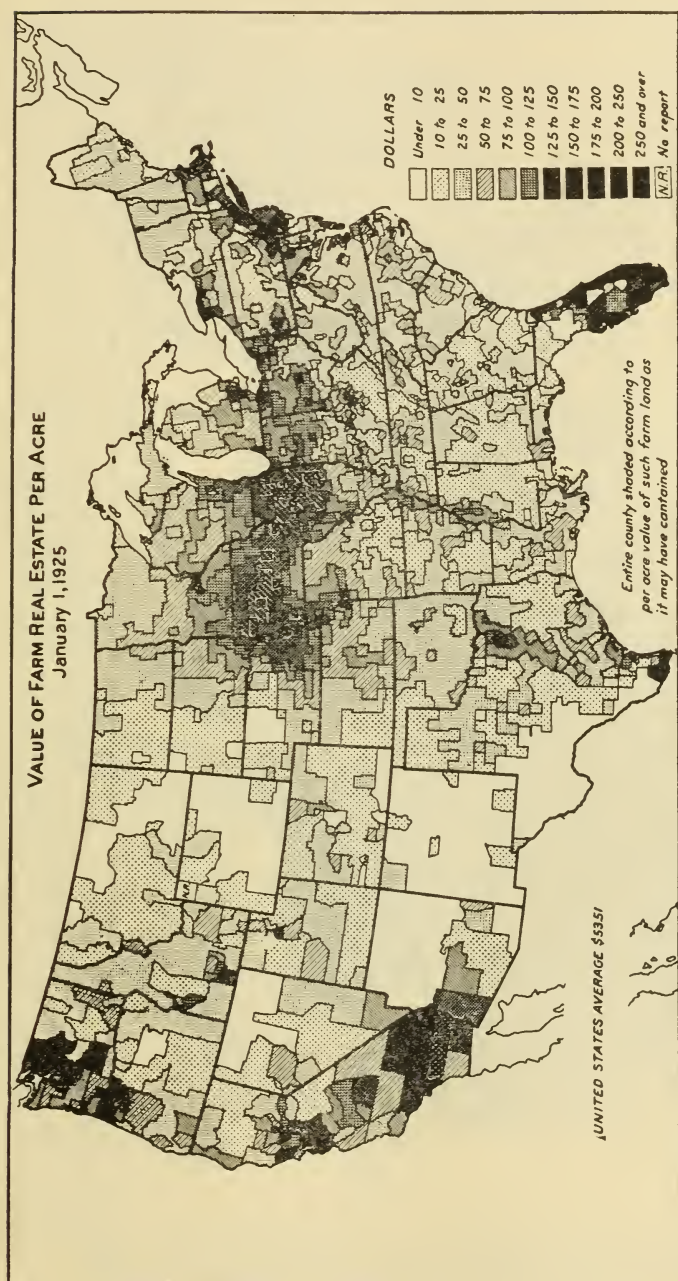 VALUE OF FARM REAL ESTATE PER ACRE
January 1, 1925
DOLLARS
Under 10
10 to 25
25 to 50
50 to 75
75 to 100
100 to 125
125 to 150
150 to 175
175 to 200
200 to 250
250 and over
N.R. No report
N.R.
Entire county shaded according to
per acre value of such farm land as
it may have contained
UNITED STATES AVERAGE $5351